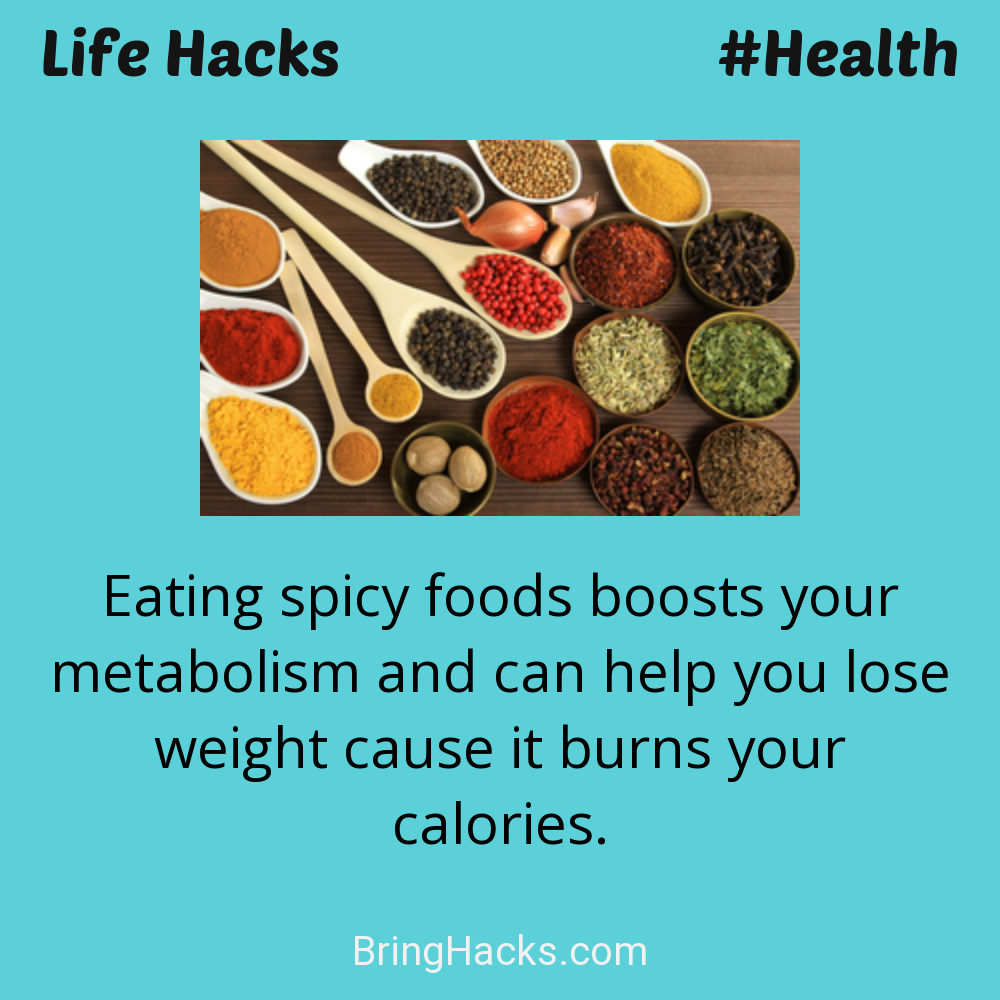 Life Hacks
#Health
Eating spicy foods boosts your
metabolism and can help you lose
weight cause it burns your
calories.
BringHacks.com